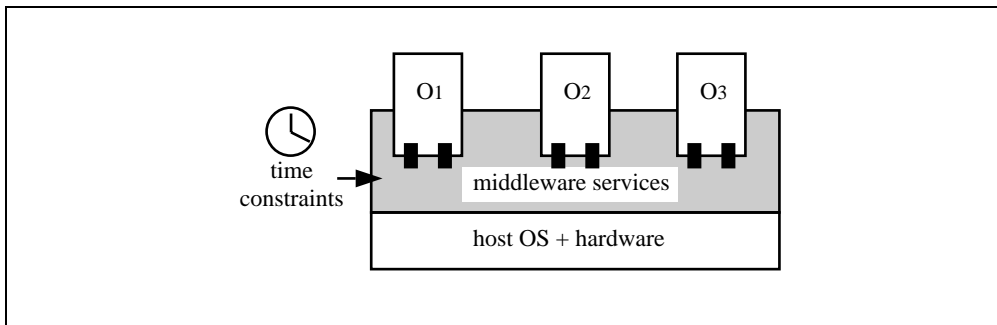 O1
O2
O3
time
constraints
middleware services
host OS + hardware